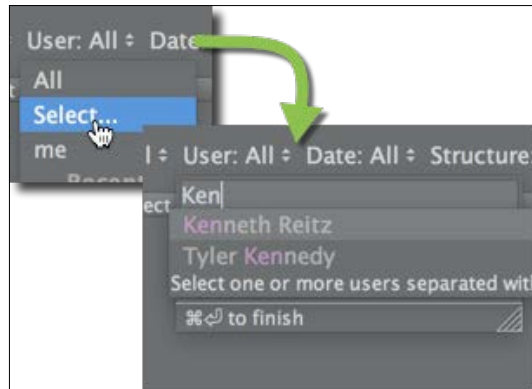 User: All ÷ Date
All
Select...
me
User: All ÷ Date: All ÷ Structure
Ken
Kenneth Reitz
Tyler Kennedy
Select one or more users separated wit
⌘⏎ to finish